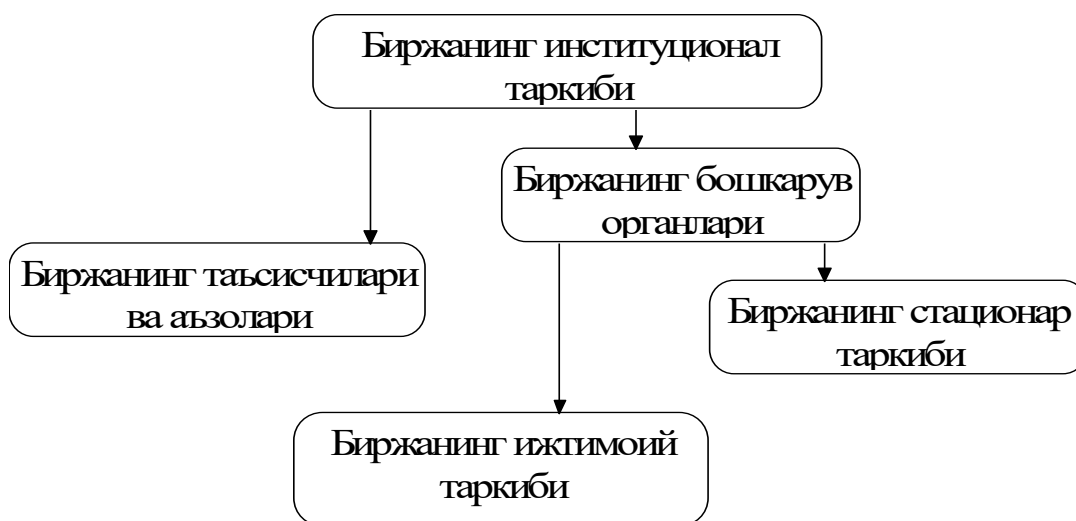 Биржанинг институционал
таркиби
Биржанинг бошкарув
органлари
Биржанинг таъсисчилари
ва аъзолари
Биржанинг стационар
таркиби
Биржанинг ижтимоий
таркиби